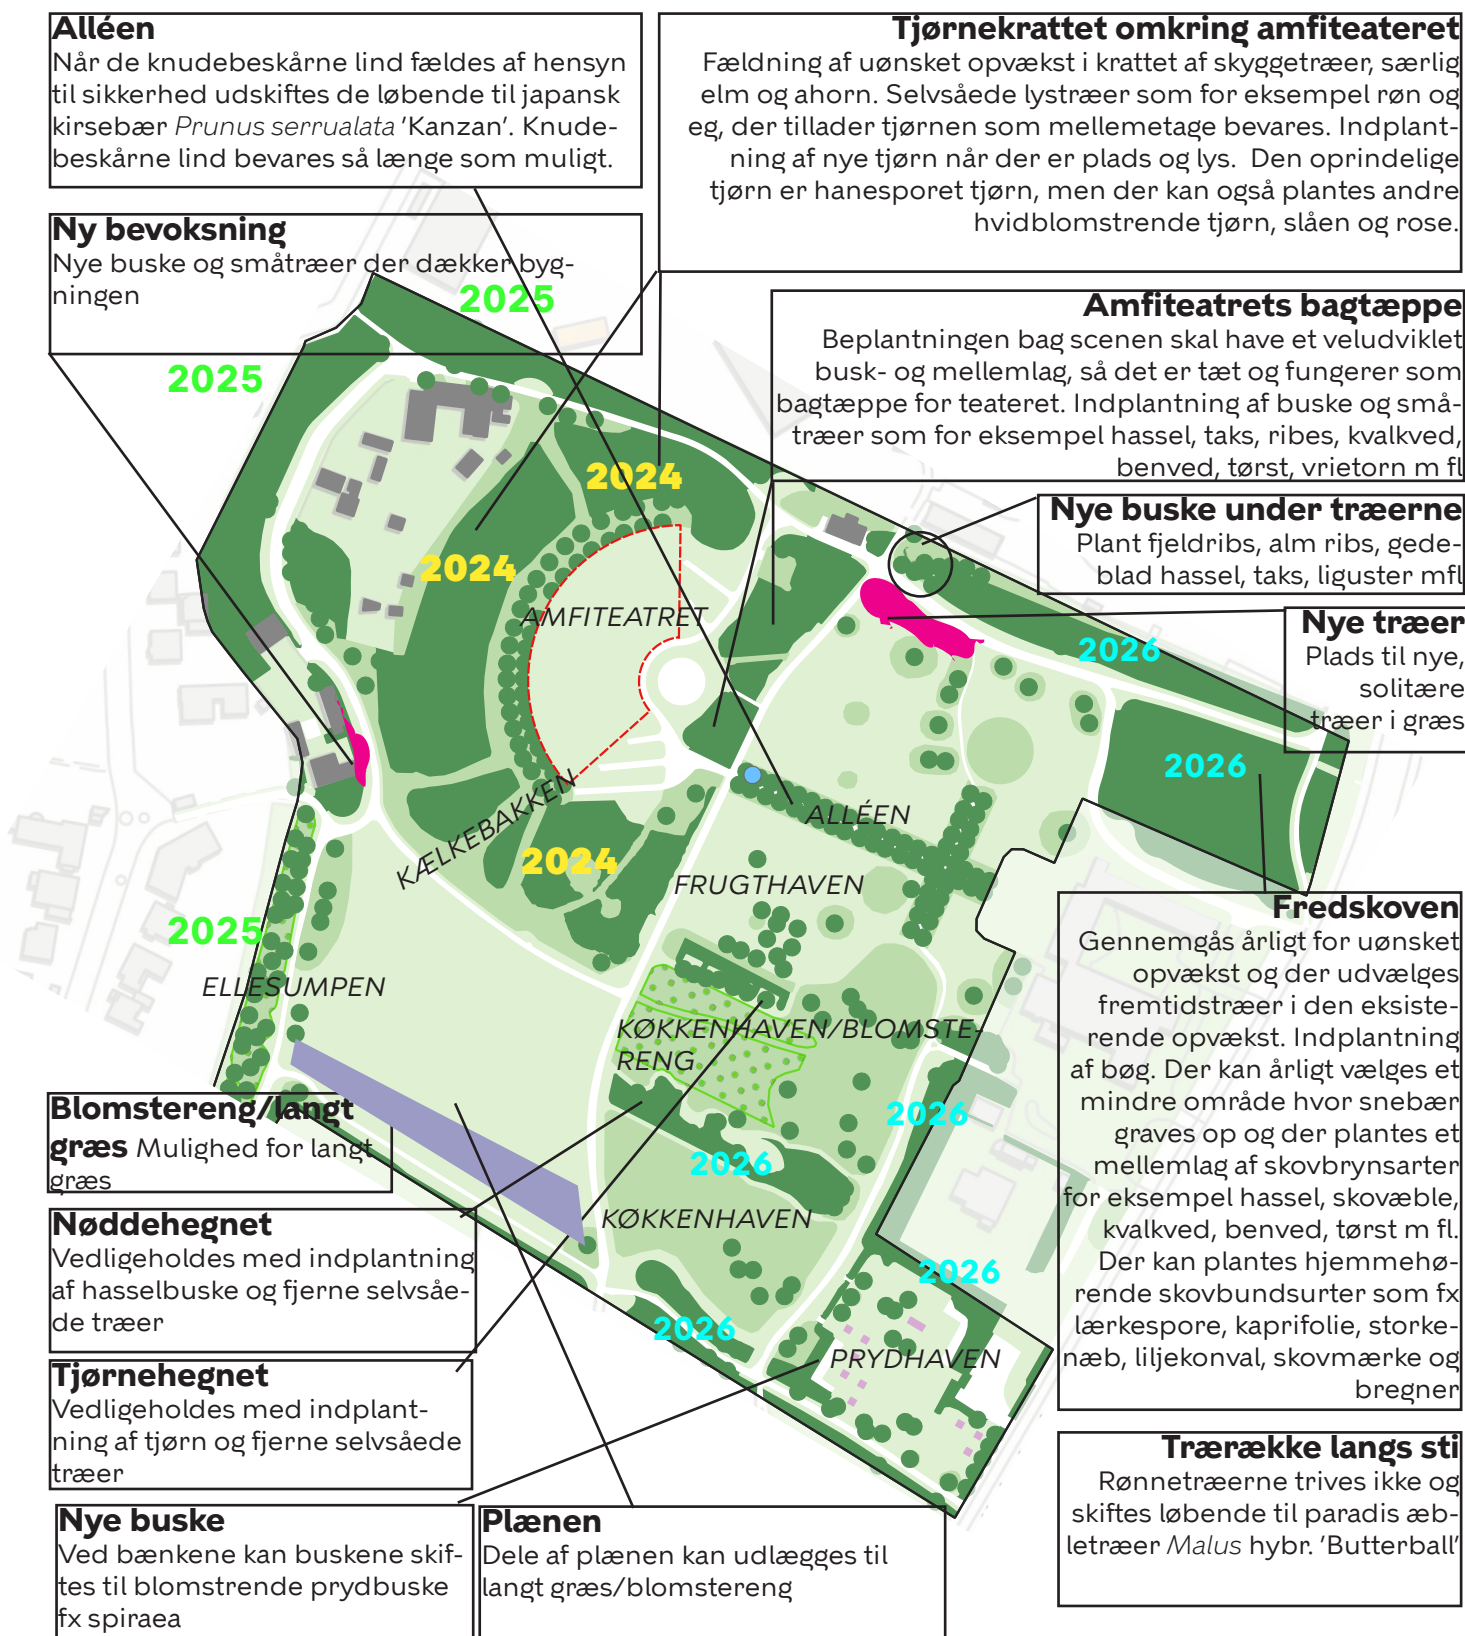 Alléen
Når de knudebeskårne lind fældes af hensyn
til sikkerhed udskiftes de løbende til japansk
kirsebær Prunus serrualata 'Kanzan'. Knude-
beskårne lind bevares så længe som muligt.
Tjørnekrattet omkring amfiteateret
Fældning af uønsket opvækst i krattet af skyggetræer, særlig
elm og ahorn. Selvsåede lystræer som for eksempel røn og
eg, der tillader tjørnen som mellemetage bevares. Indplant-
ning af nye tjørn når der er plads og lys. Den oprindelige
tjørn er hanesporet tjørn, men der kan også plantes andre
hvidblomstrende tjørn, slåen og rose.
Ny bevoksning
Nye buske og småtræer der dækker byg-
ningen
Amfiteatrets bagtæppe
Beplantningen bag scenen skal have et veludviklet
busk- og mellemlag, så det er tæt og fungerer som
bagtæppe for teateret. Indplantning af buske og små-
træer som for eksempel hassel, taks, ribes, kvalkved,
benved, tørst, vrietorn m fl
Nye buske under træerne
Plant fjeldribs, alm ribs, gede-
blad hassel, taks, liguster mfl
Nye træer
Plads til nye,
solitære
træer i græs
2025
2025
2024
2024
AMFITEATRET
2026
2026
KÆLKEBAKKEN
ALLÉEN
2024
FRUGTHAVEN
2025
ELLESUMPEN
KØKKENHAVEN/BLOMSTE-
RENG
2026
2026
KØKKENHAVEN
2026
2026
PRYDHAVEN
Fredskoven
Gennemgås årligt for uønsket
opvækst og der udvælges
fremtidstræer i den eksiste-
rende opvækst. Indplantning
af bøg. Der kan årligt vælges et
mindre område hvor snebær
graves op og der plantes et
mellemlag af skovbrynsarter
for eksempel hassel, skovæble,
kvalkved, benved, tørst m fl.
Der kan plantes hjemmehø-
rende skovbundsurter som fx
lærkespore, kaprifolie, storke-
næb, liljekonval, skovmærke og
bregner
Blomstereng/langt
græs Mulighed for langt
græs
Nøddehegnet
Vedligeholdes med indplantning
af hasselbuske og fjerne selvsåe-
de træer
Tjørnehegnet
Vedligeholdes med indplant-
ning af tjørn og fjerne selvsåede
træer
Trærække langs sti
Rønnetræerne trives ikke og
skiftes løbende til paradis æb-
letræer Malus hybr. 'Butterball'
Nye buske
Ved bænkene kan buskene skif-
tes til blomstrende prydbuske
fx spiraea
Plænen
Dele af plænen kan udlægges til
langt græs/blomstereng